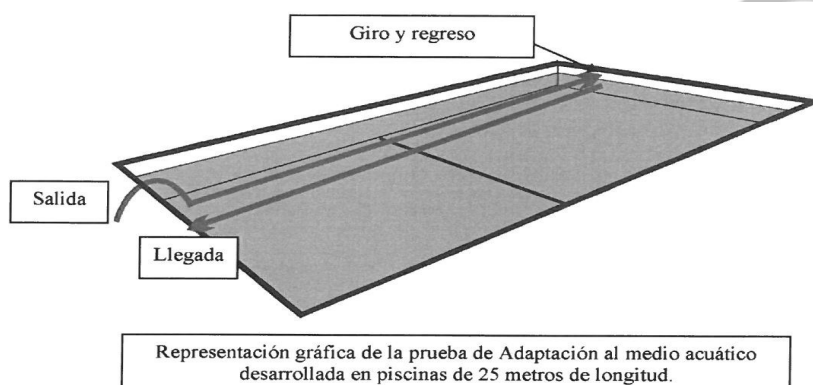 Giro y regreso
Salida
Llegada
Representación gráfica de la prueba de Adaptación al medio acuático
desarrollada en piscinas de 25 metros de longitud.